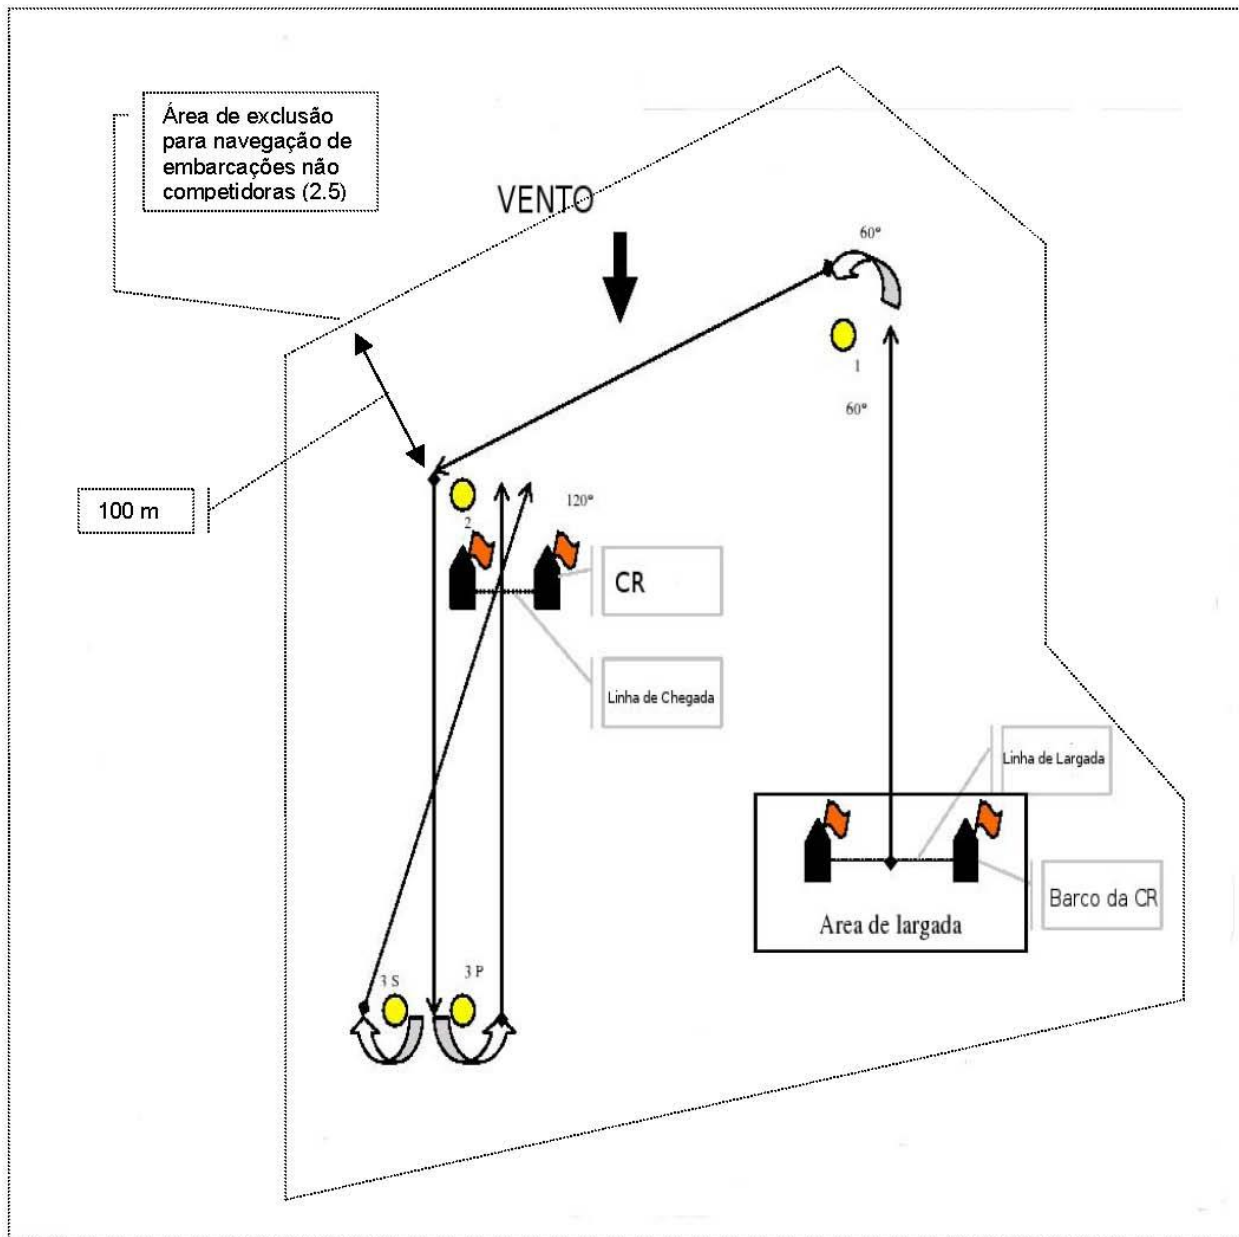 Área de exclusão
para navegação de
embarcações não
competidoras (2.5)
VENTO
60º
1
60º
100 m
2
120º
CR
Linha de Chegada
Linha de Largada
Barco da CR
Area de largada
3 S
3 P